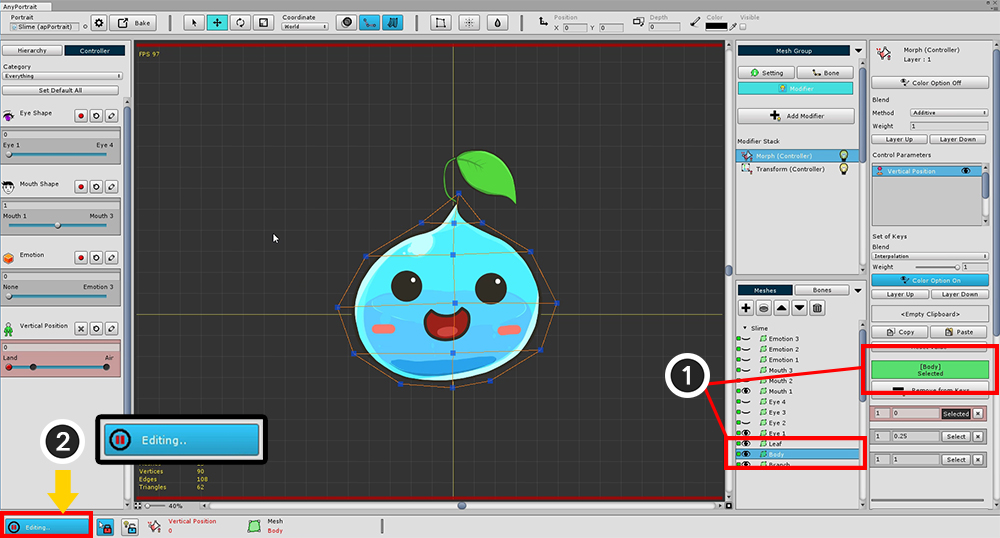 AnyPortrait
Portrait
Slime (apPortrait)
Bake
Coordinate
World
Position
X 0
Y 0
Depth
0
Color
Visible
Hierarchy
Controller
Category
Everything
Set Default All
Eye Shape
0
Eye 1
Eye 4
Mouth Shape
1
Mouth 1
Mouth 3
Emotion
0
None
Emotion 3
Vertical Position
0
Land
Air
FPS 97
Vertices 90
Edges 108
Triangles 62
40%
2
Editing..
Editing..
Vertical Position
0
Mesh
Body
1
Mesh Group
Setting
Bone
Modifier
Add Modifier
Modifier Stack
Morph (Controller)
Transform (Controller)
Meshes
Bones
Slime
Emotion 3
Emotion 2
Emotion 1
Mouth 3
Mouth 2
Mouth 1
Eye 4
Eye 3
Eye 2
Eye 1
Leaf
Body
Branch
Morph (Controller)
Layer : 1
Color Option Off
Blend
Method
Additive
Weight
1
Layer Up
Layer Down
Control Parameters
Vertical Position
Set of Keys
Blend
Interpolation
Weight
1
Color Option On
Layer Up
Layer Down
<Empty Clipboard>
Copy
Paste
[Body]
Selected
Remove from Keys
1 0 Selected
1 0.25 Select
1 1 Select